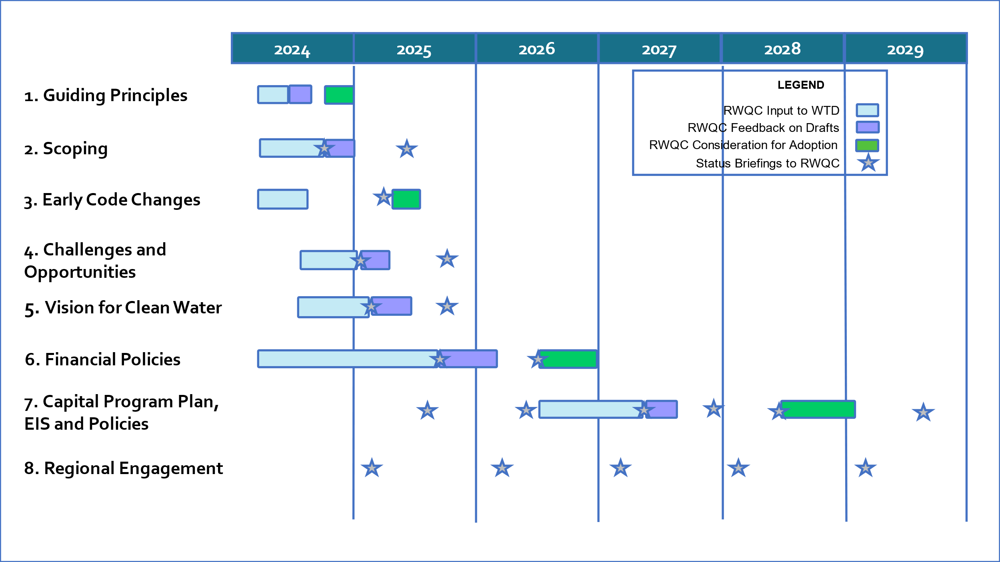 2024 2025 2026 2027 2028 2029
LEGEND
RWQC Input to WTD
RWQC Feedback on Drafts
RWQC Consideration for Adoption
Status Briefings to RWQC
1. Guiding Principles
2. Scoping
3. Early Code Changes
4. Challenges and
Opportunities
5. Vision for Clean Water
6. Financial Policies
7. Capital Program Plan,
EIS and Policies
8. Regional Engagement